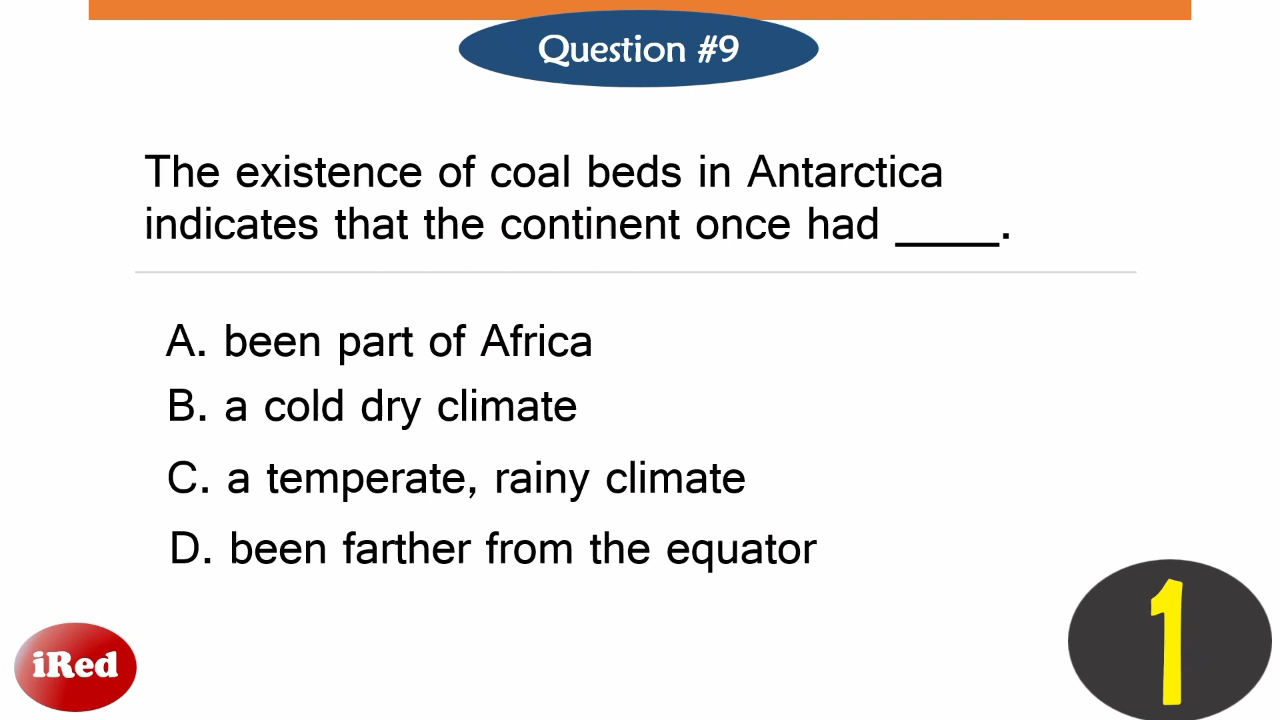 Question #9
The existence of coal beds in Antarctica
indicates that the continent once had ____.
A. been part of Africa
B. a cold dry climate
C. a temperate, rainy climate
D. been farther from the equator
iRed
1